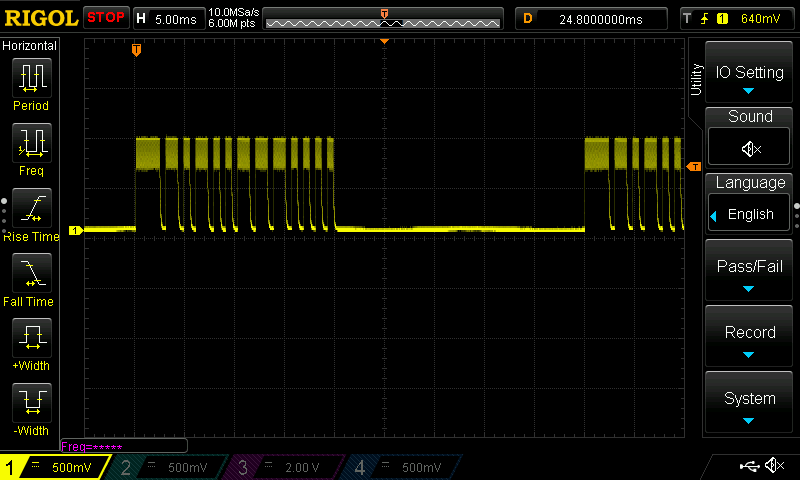 RIGOL STOP H 5.00ms 10.0MSa/s 6.00M pts T D 24.8000000ms T 1 640mV
Horizontal
Period
Freq
Rise Time
Fall Time
+Width
-Width
T
T
1
Utility
IO Setting
Sound
Language
English
Pass/Fail
Record
System
Freq=*****
1 500mV 2 500mV 3 2.00 V 4 500mV